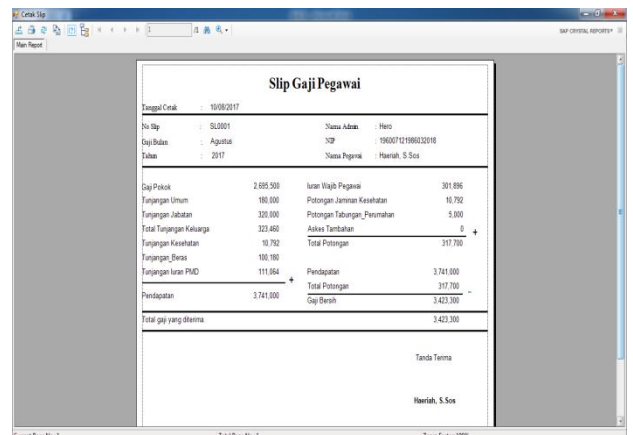 Cetak Slip
1
SAP CRYSTAL REPORTS
Main Report
Slip Gaji Pegawai
Tanggal Cetak : 10/08/2017
No Slip : SL0001 Nama Admin : Hero
Gaji Bulan : Agustus NIP : 196007121986032018
Tahun : 2017 Nama Pegawai : Haeriah, S Sos
Gaji Pokok 2,695,500 Iuran Wajib Pegawai 301,896
Tunjangan Umum 180,000 Potongan Jaminan Kesehatan 10,792
Tunjangan Jabatan 320,000 Potongan Tabungan_Perumahan 5,000
Total Tunjangan Keluarga 323,460 Askes Tambahan 0 +
Tunjangan Kesehatan 10,792 Total Potongan 317,700
Tunjangan_Beras 100,180
Tunjangan Iuran PMD 111,064 + Pendapatan 3,741,000
Total Potongan 317,700 -
Pendapatan 3,741,000 Gaji Bersih 3,423,300
Total gaji yang diterima 3,423,300
Tanda Terima
Haeriah, S.Sos